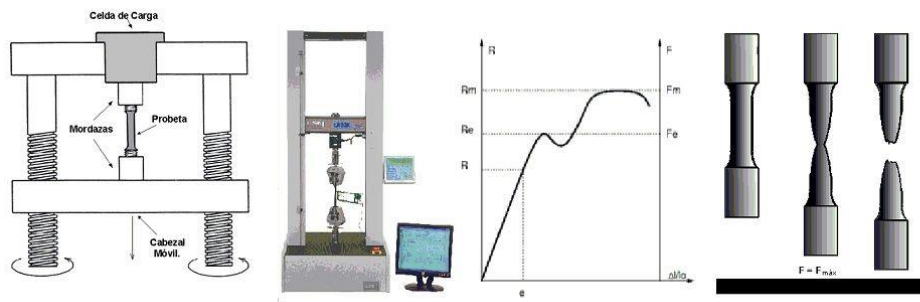 Celda de Carga
Mordazas
Probeta
Cabezal
Móvil.
R
F
Rm
Fm
Re
Fe
R
e
Δl/lo
F = Fmáx